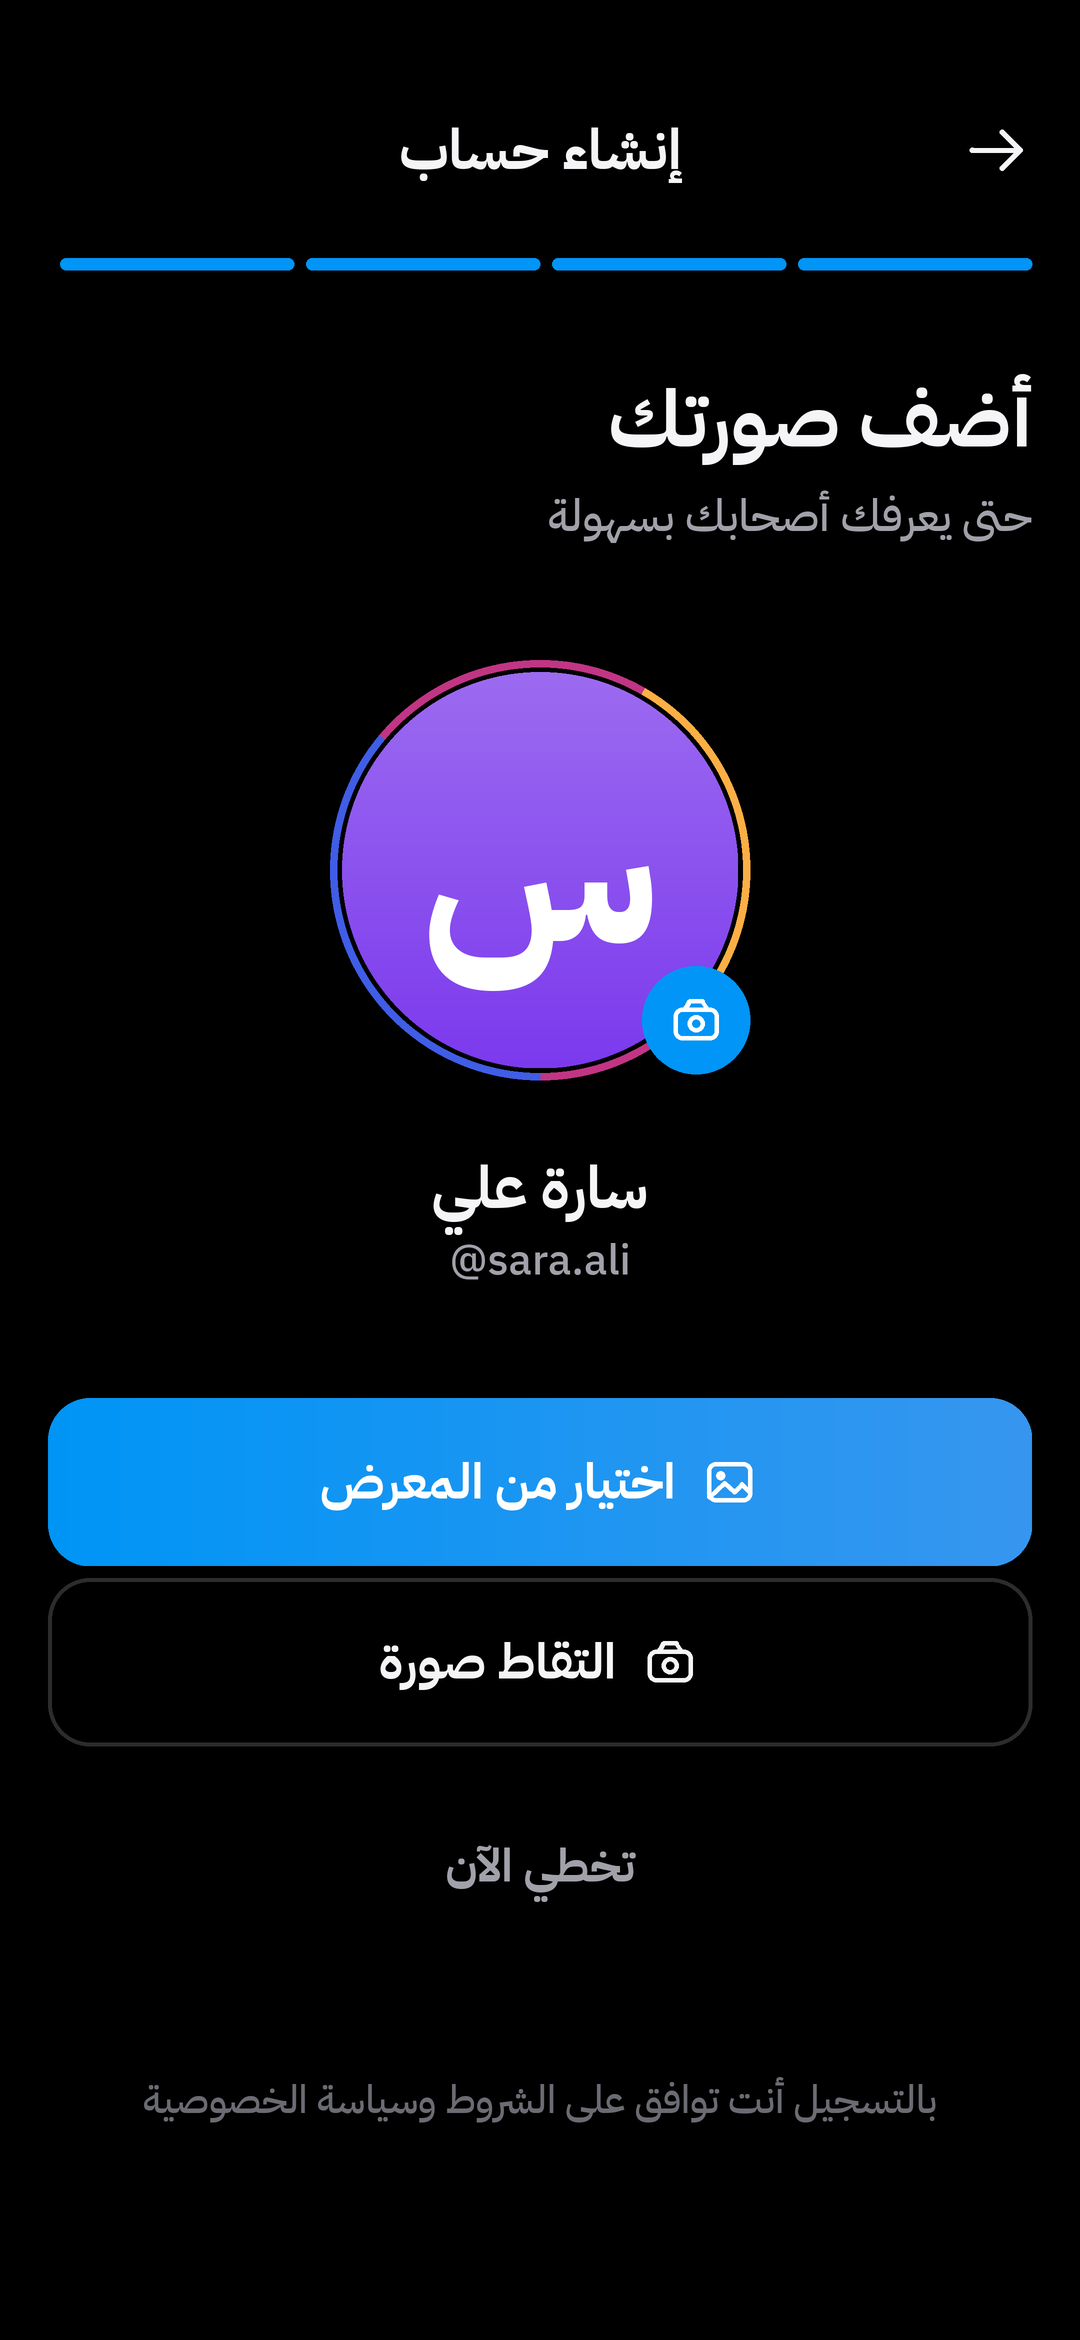 إنشاء حساب
أضف صورتك
حتى يعرفك أصحابك بسهولة
س
سارة علي
@sara.ali
اختيار من المعرض
التقاط صورة
تخطي الآن
بالتسجيل أنت توافق على الشروط وسياسة الخصوصية